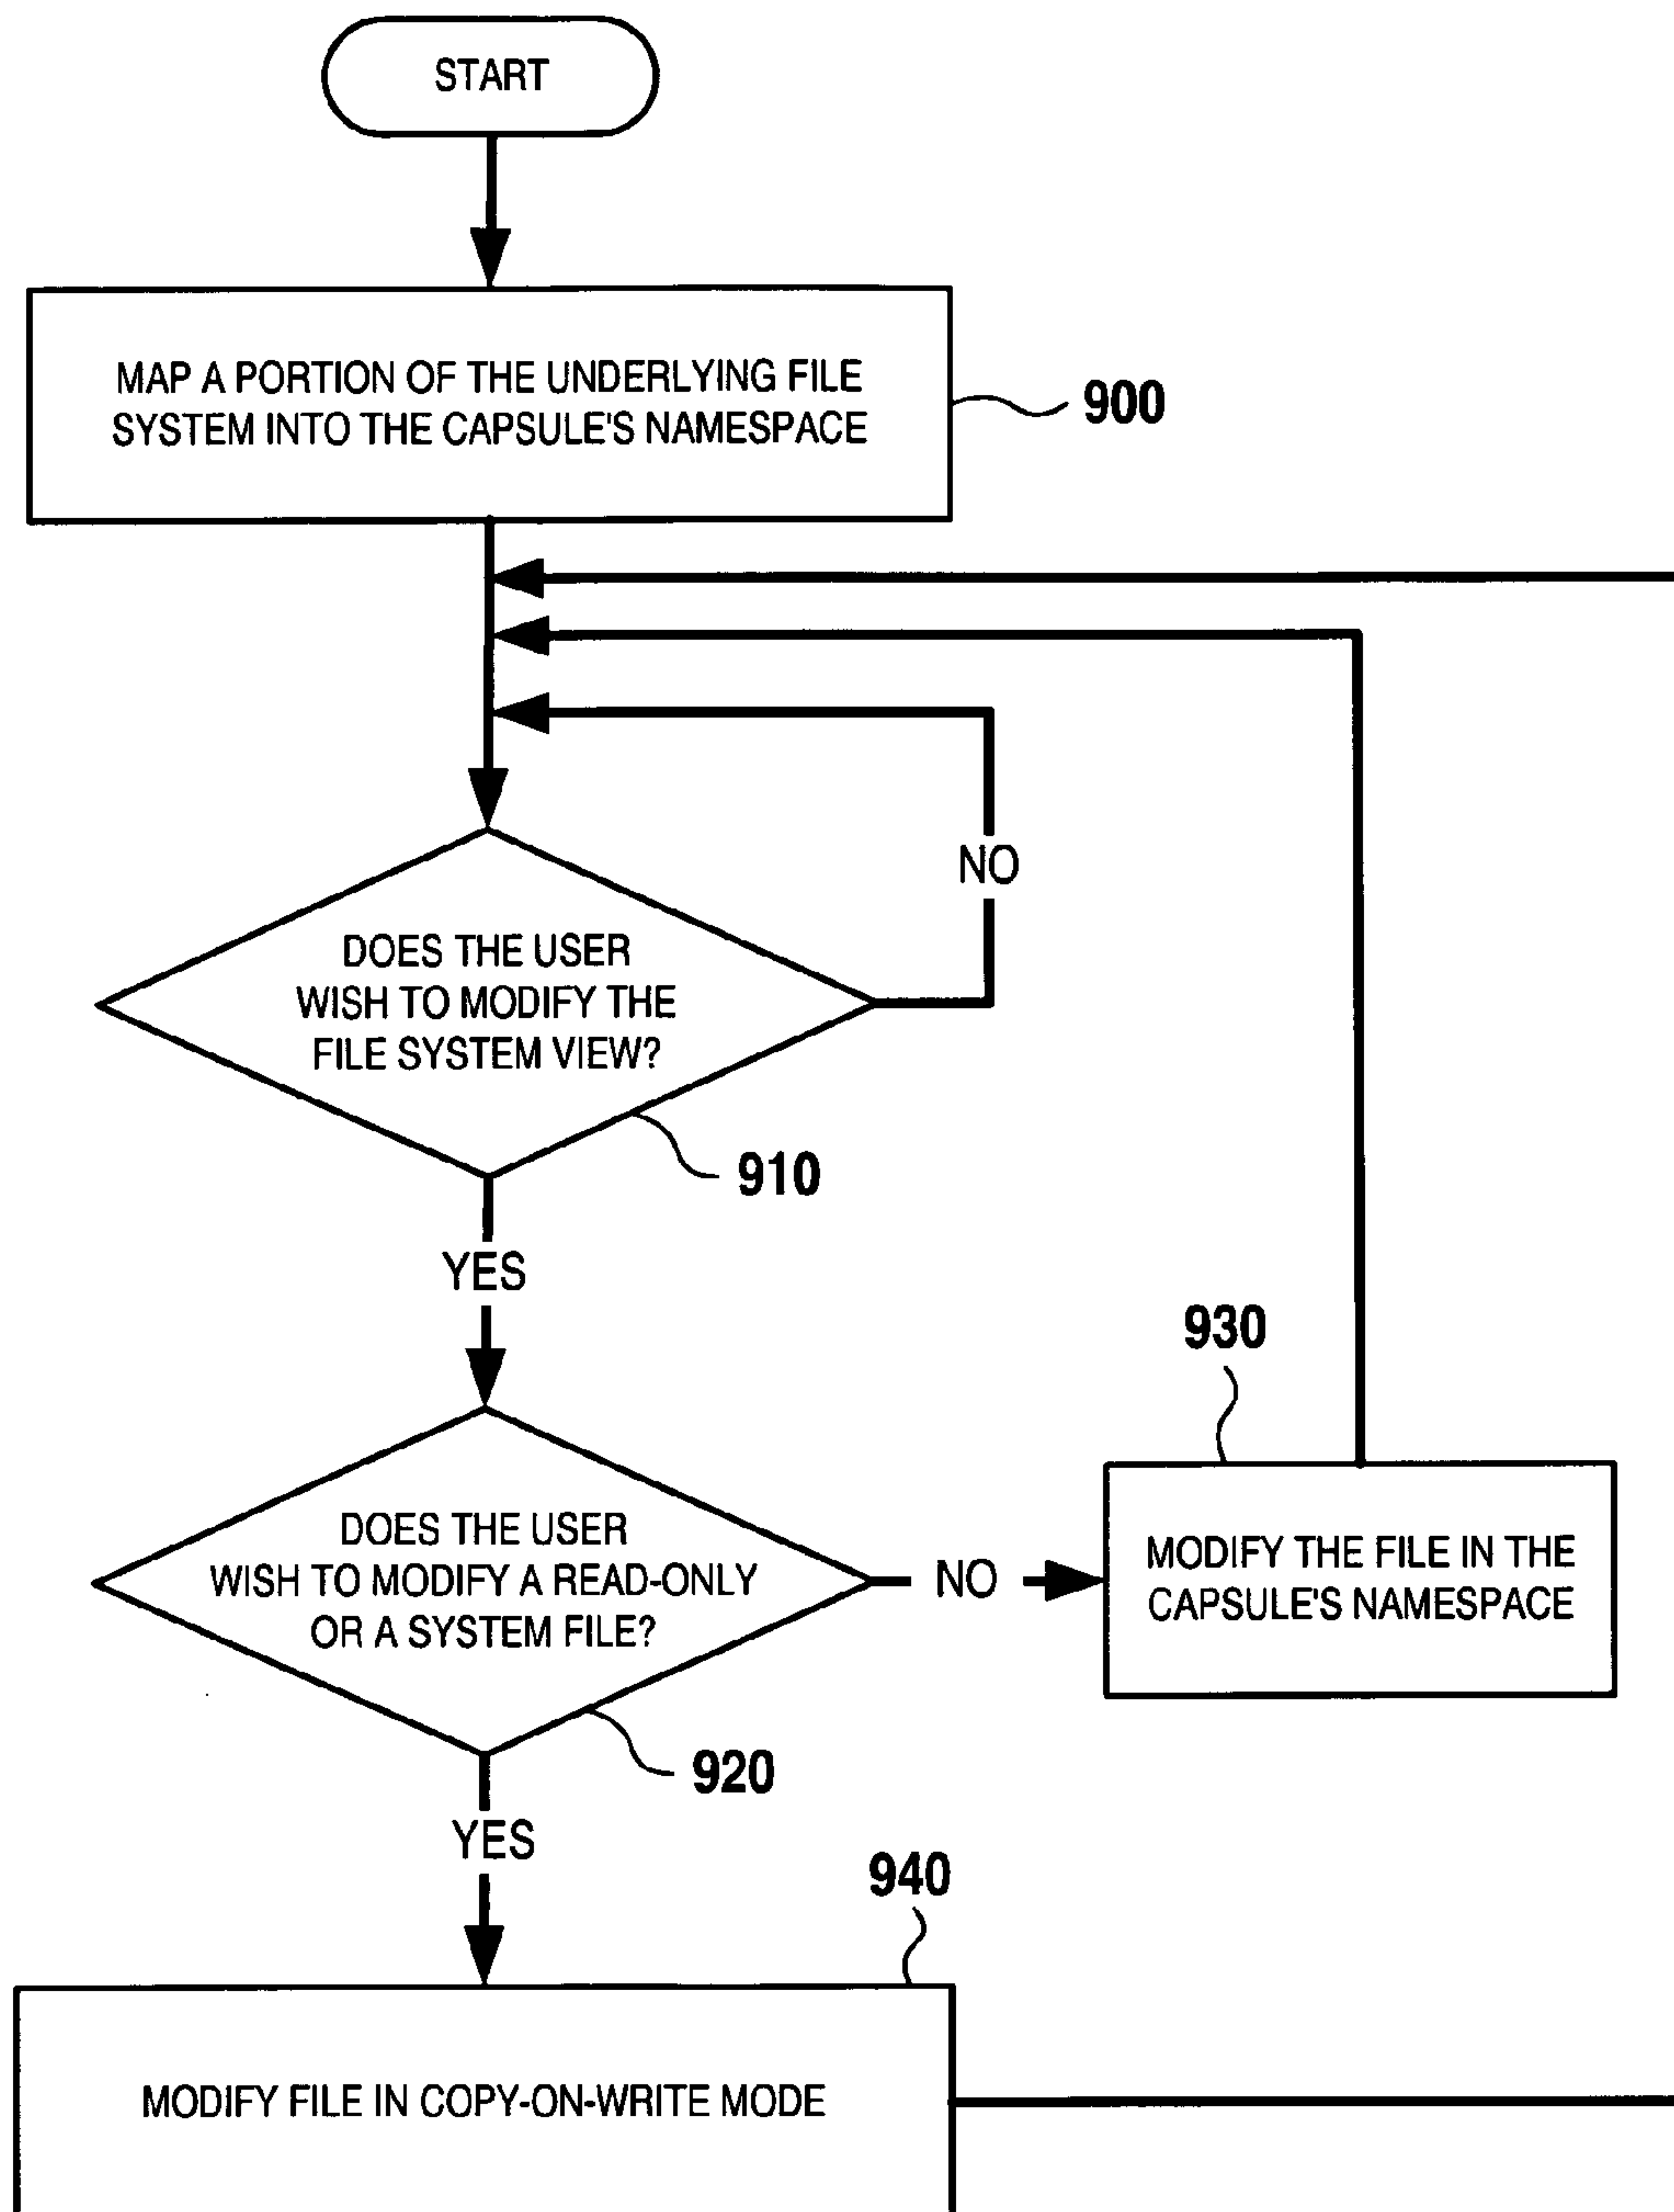 START
MAP A PORTION OF THE UNDERLYING FILE
SYSTEM INTO THE CAPSULE'S NAMESPACE
900
NO
DOES THE USER
WISH TO MODIFY THE
FILE SYSTEM VIEW?
910
YES
930
DOES THE USER
WISH TO MODIFY A READ-ONLY
OR A SYSTEM FILE?
NO
MODIFY THE FILE IN THE
CAPSULE'S NAMESPACE
920
YES
940
MODIFY FILE IN COPY-ON-WRITE MODE